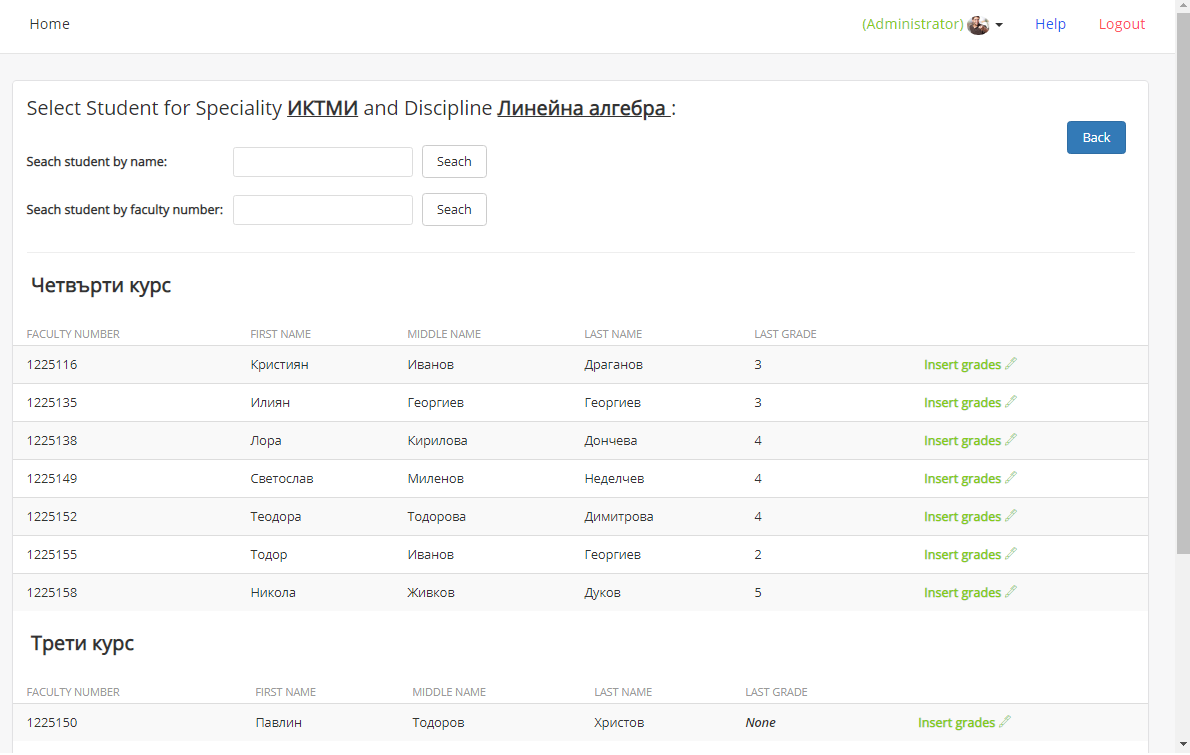 Home (Administrator) Help Logout
Select Student for Speciality ИКТМИ and Discipline Линейна алгебра :
Back
Seach student by name: Seach
Seach student by faculty number: Seach
Четвърти курс
FACULTY NUMBER FIRST NAME MIDDLE NAME LAST NAME LAST GRADE
1225116 Кристиян Иванов Драганов 3 Insert grades
1225135 Илиян Георгиев Георгиев 3 Insert grades
1225138 Лора Кирилова Дончева 4 Insert grades
1225149 Светослав Миленов Неделчев 4 Insert grades
1225152 Теодора Тодорова Димитрова 4 Insert grades
1225155 Тодор Иванов Георгиев 2 Insert grades
1225158 Никола Живков Дуков 5 Insert grades
Трети курс
FACULTY NUMBER FIRST NAME MIDDLE NAME LAST NAME LAST GRADE
1225150 Павлин Тодоров Христов None Insert grades